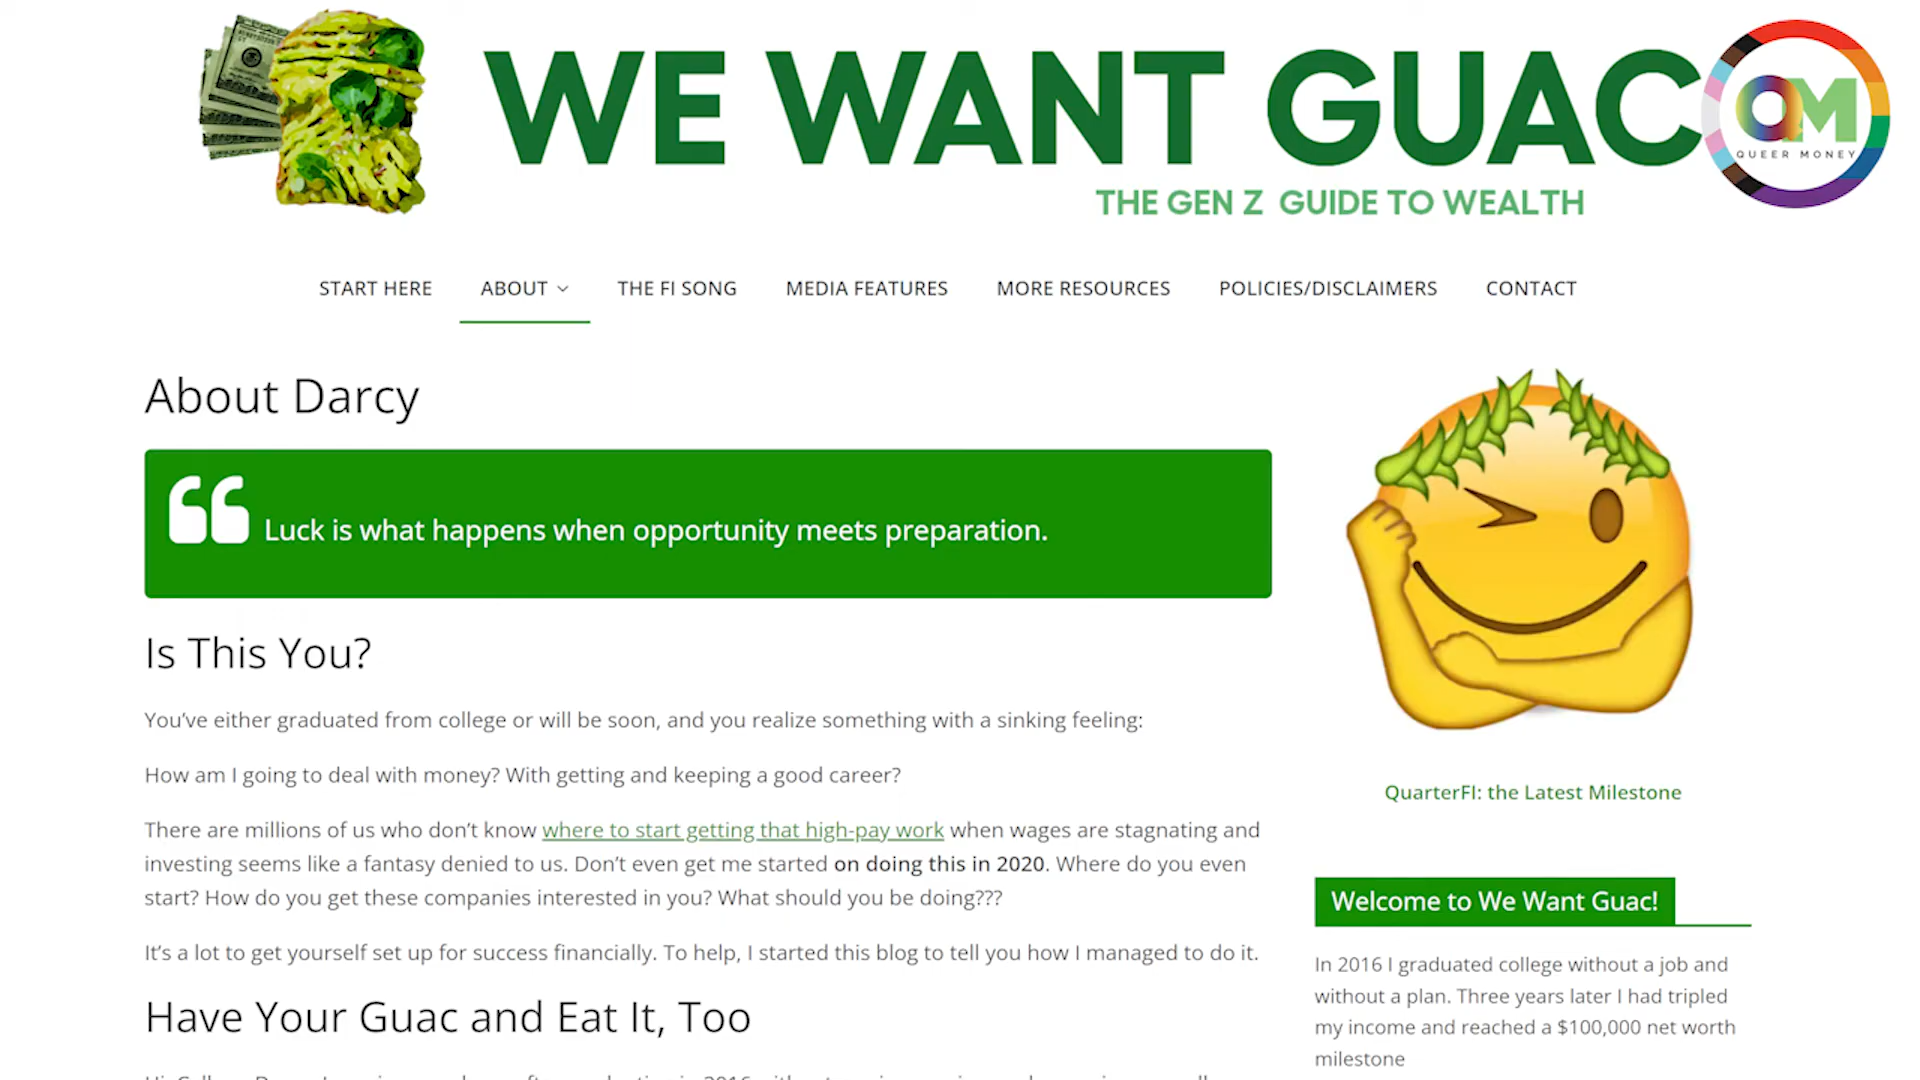 WE WANT GUAC
THE GEN Z GUIDE TO WEALTH
QM
QUEER MONEY
START HERE
ABOUT
THE FI SONG
MEDIA FEATURES
MORE RESOURCES
POLICIES/DISCLAIMERS
CONTACT
About Darcy
“ Luck is what happens when opportunity meets preparation.
Is This You?
You’ve either graduated from college or will be soon, and you realize something with a sinking feeling:
How am I going to deal with money? With getting and keeping a good career?
There are millions of us who don’t know where to start getting that high-pay work when wages are stagnating and
investing seems like a fantasy denied to us. Don’t even get me started on doing this in 2020. Where do you even
start? How do you get these companies interested in you? What should you be doing???
It’s a lot to get yourself set up for success financially. To help, I started this blog to tell you how I managed to do it.
Have Your Guac and Eat It, Too
QuarterFI: the Latest Milestone
Welcome to We Want Guac!
In 2016 I graduated college without a job and
without a plan. Three years later I had tripled
my income and reached a $100,000 net worth
milestone